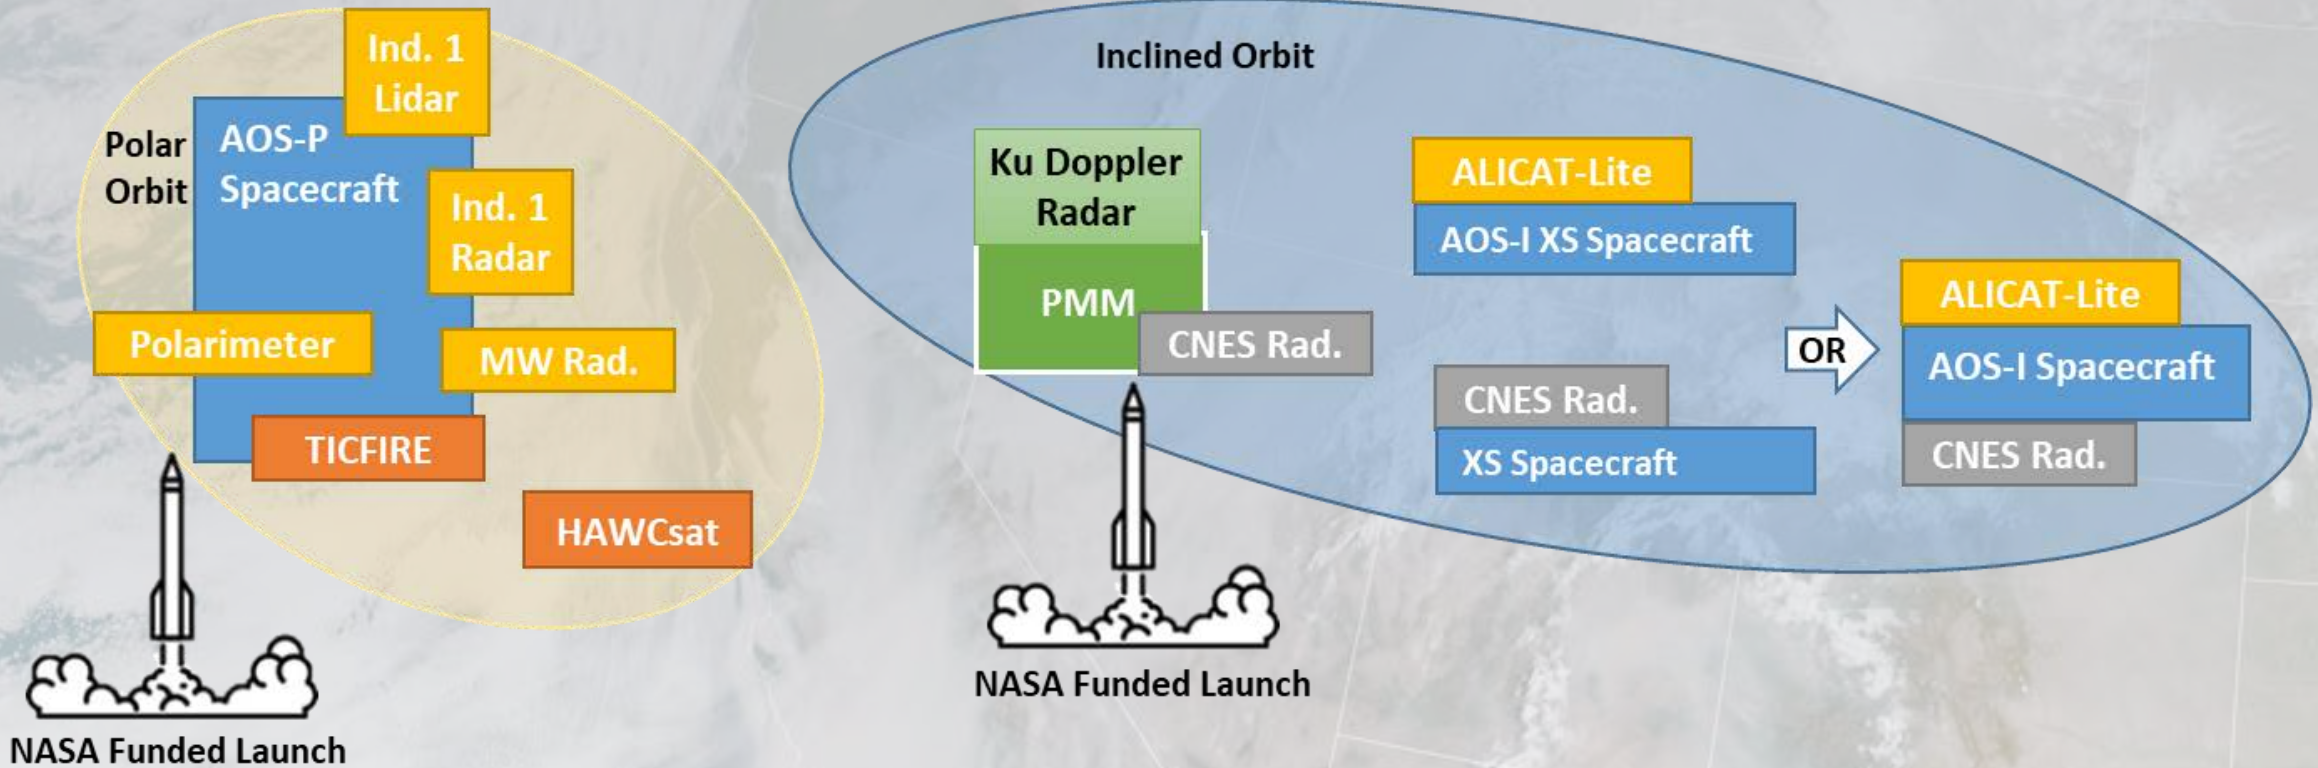 Ind. 1
Lidar
Polar
Orbit
AOS-P
Spacecraft
Ind. 1
Radar
Polarimeter
MW Rad.
TICFIRE
HAWCsat
NASA Funded Launch
Inclined Orbit
Ku Doppler
Radar
PMM
CNES Rad.
NASA Funded Launch
ALICAT-Lite
AOS-I XS Spacecraft
CNES Rad.
XS Spacecraft
OR
ALICAT-Lite
AOS-I Spacecraft
CNES Rad.